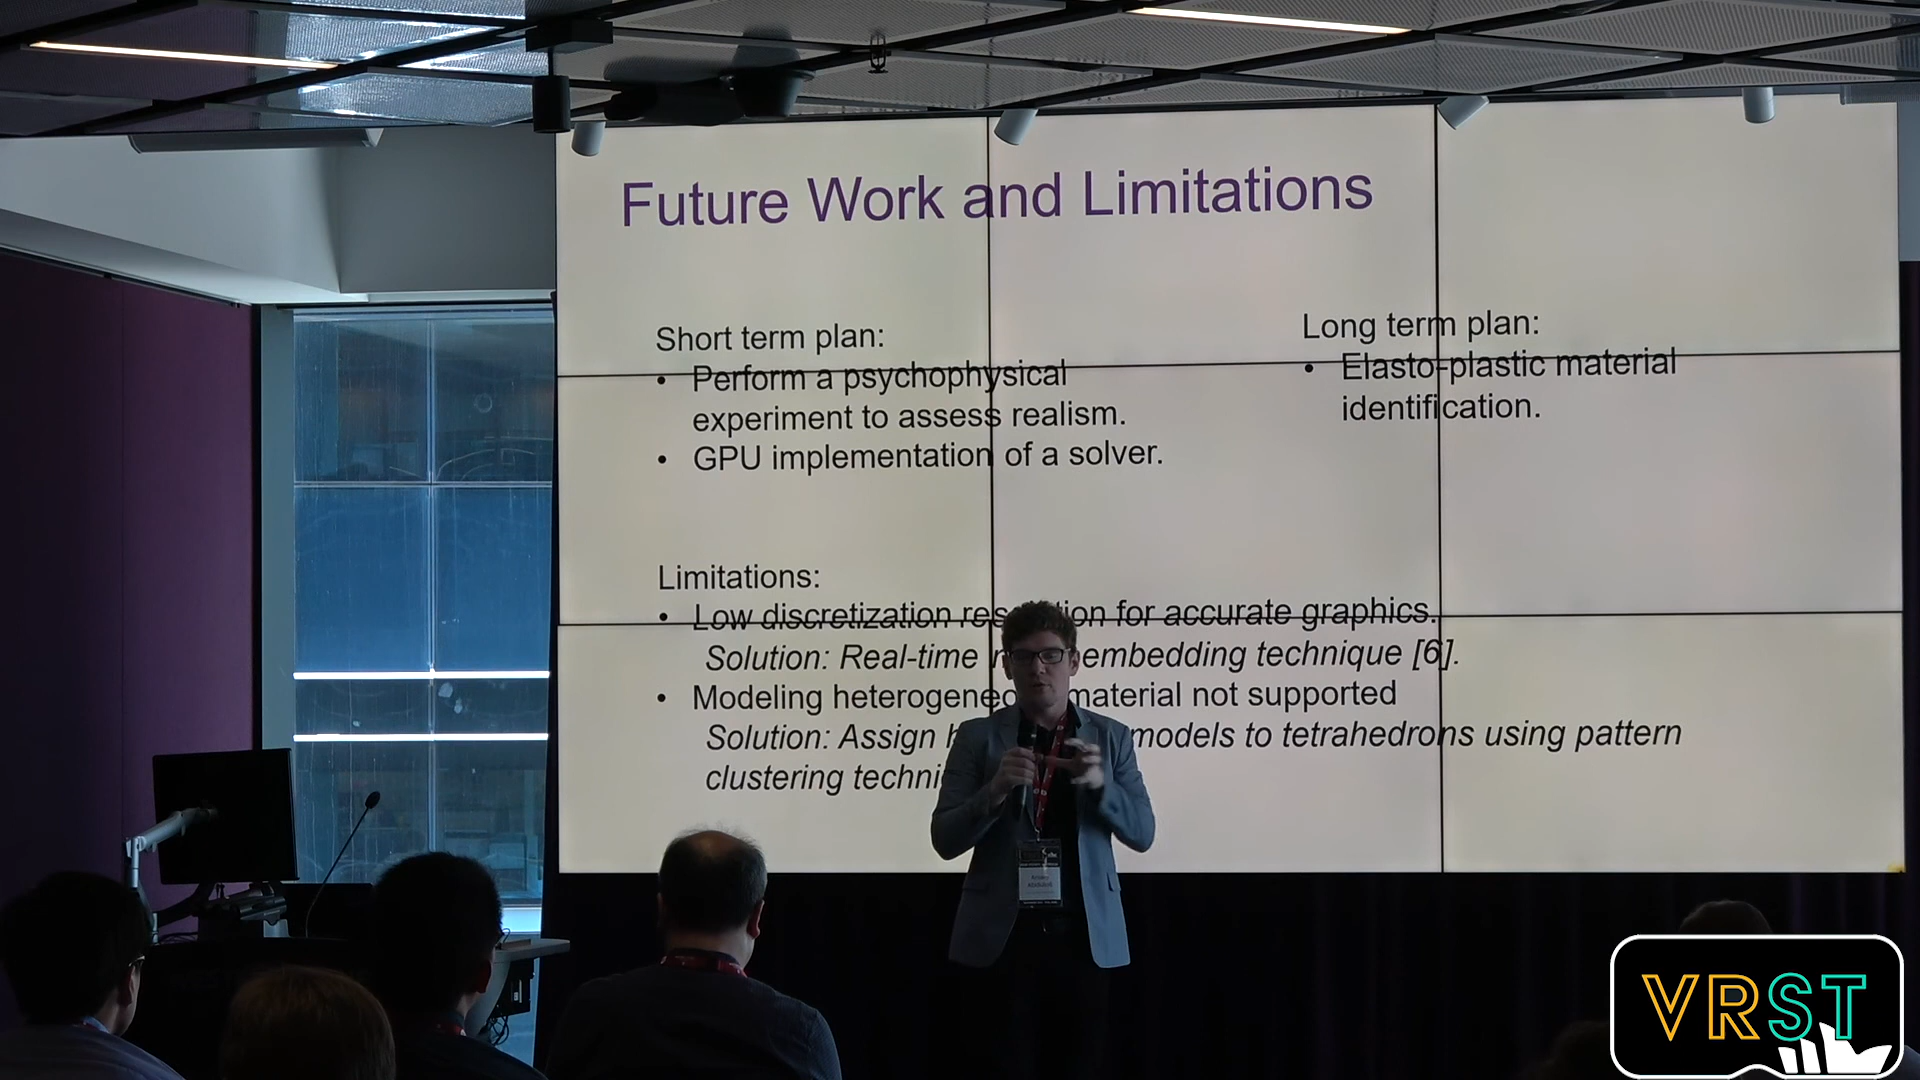 Future Work and Limitations
Short term plan:
• Perform a psychophysical
experiment to assess realism.
• GPU implementation of a solver.
Long term plan:
• Elasto-plastic material
identification.
Limitations:
• Low discretization for accurate graphics.
Solution: Real-time embedding technique [6].
• Modeling material not supported
Solution: Assign models to tetrahedrons using pattern
clustering
VRST